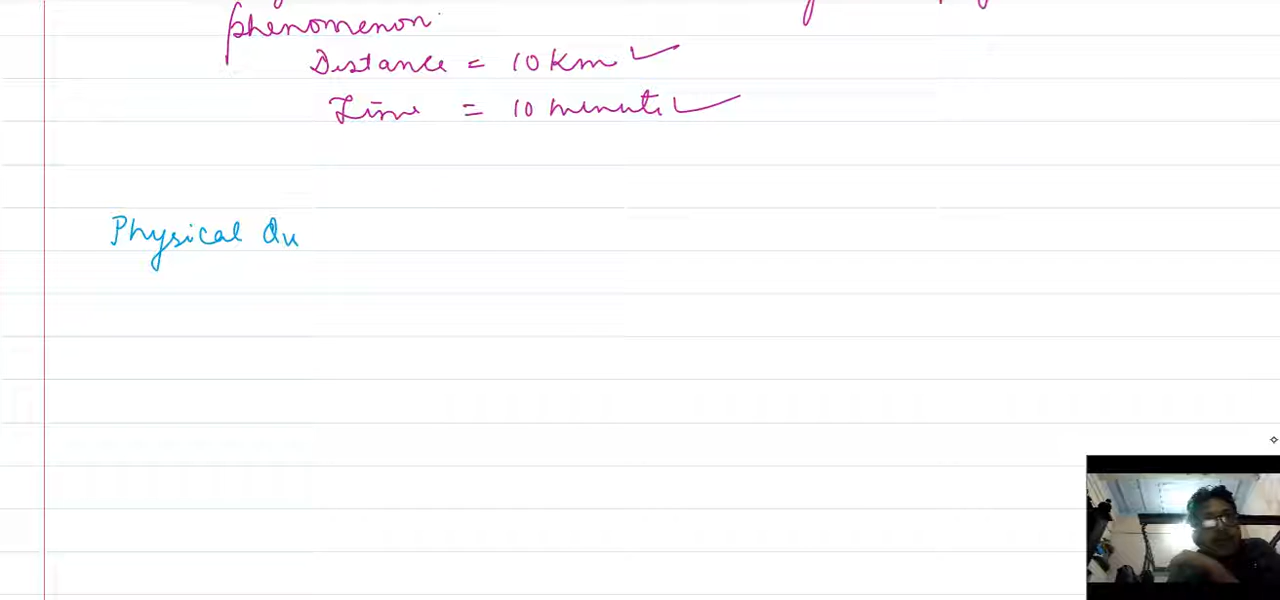 phenomenon.
Distance = 10 Km ✓
Time = 10 minute ✓
Physical Qu